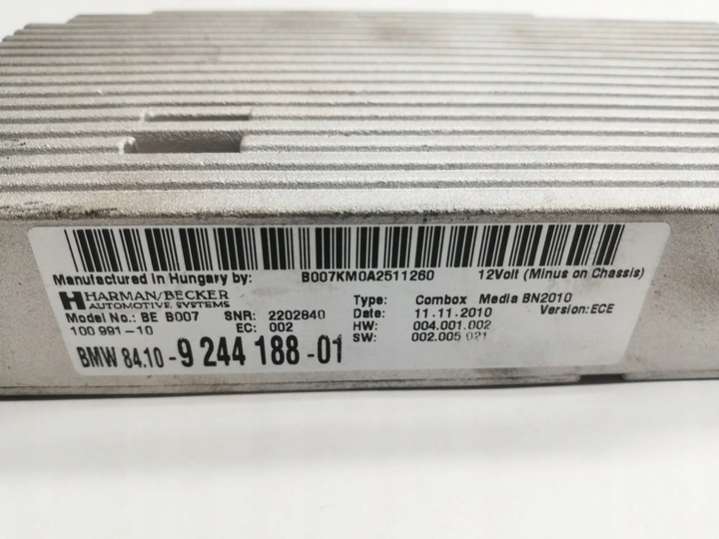 Manufactured in Hungary by: B007KM0A2511260 12Volt (Minus on Chassis)
HARMAN/BECKER
AUTOMOTIVE SYSTEMS
Type: Combox Media BN2010
Model No.: BE B007 SNR: 2202840 Date: 11.11.2010 Version: ECE
100 991-10 EC: 002 HW: 004.001.002
SW: 002.005 021
BMW 84.10 -9 244 188 -01